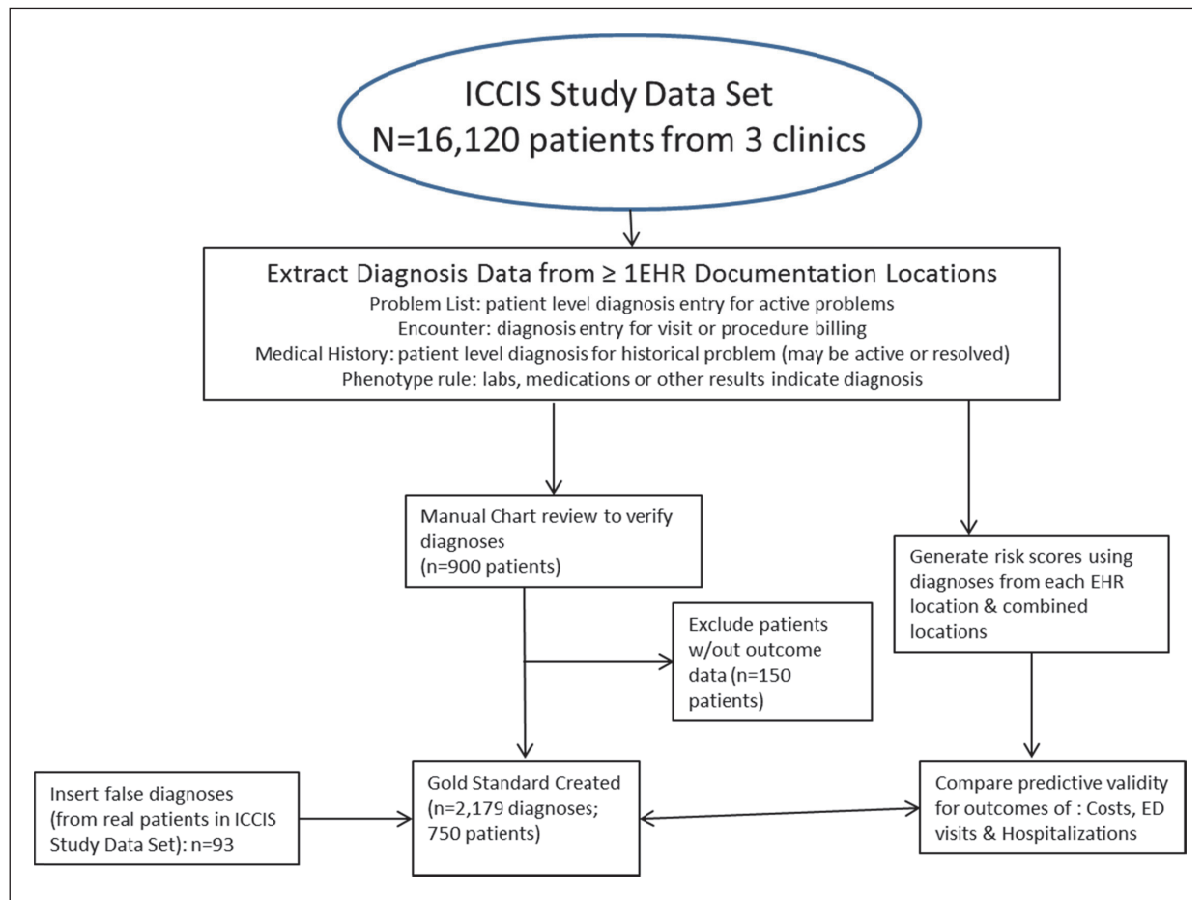 ICCIS Study Data Set
N=16,120 patients from 3 clinics
Extract Diagnosis Data from ≥ 1EHR Documentation Locations
Problem List: patient level diagnosis entry for active problems
Encounter: diagnosis entry for visit or procedure billing
Medical History: patient level diagnosis for historical problem (may be active or resolved)
Phenotype rule: labs, medications or other results indicate diagnosis
Manual Chart review to verify
diagnoses
(n=900 patients)
Generate risk scores using
diagnoses from each EHR
location & combined
locations
Exclude patients
w/out outcome
data (n=150
patients)
Insert false diagnoses
(from real patients in ICCIS
Study Data Set): n=93
Gold Standard Created
(n=2,179 diagnoses;
750 patients)
Compare predictive validity
for outcomes of : Costs, ED
visits & Hospitalizations